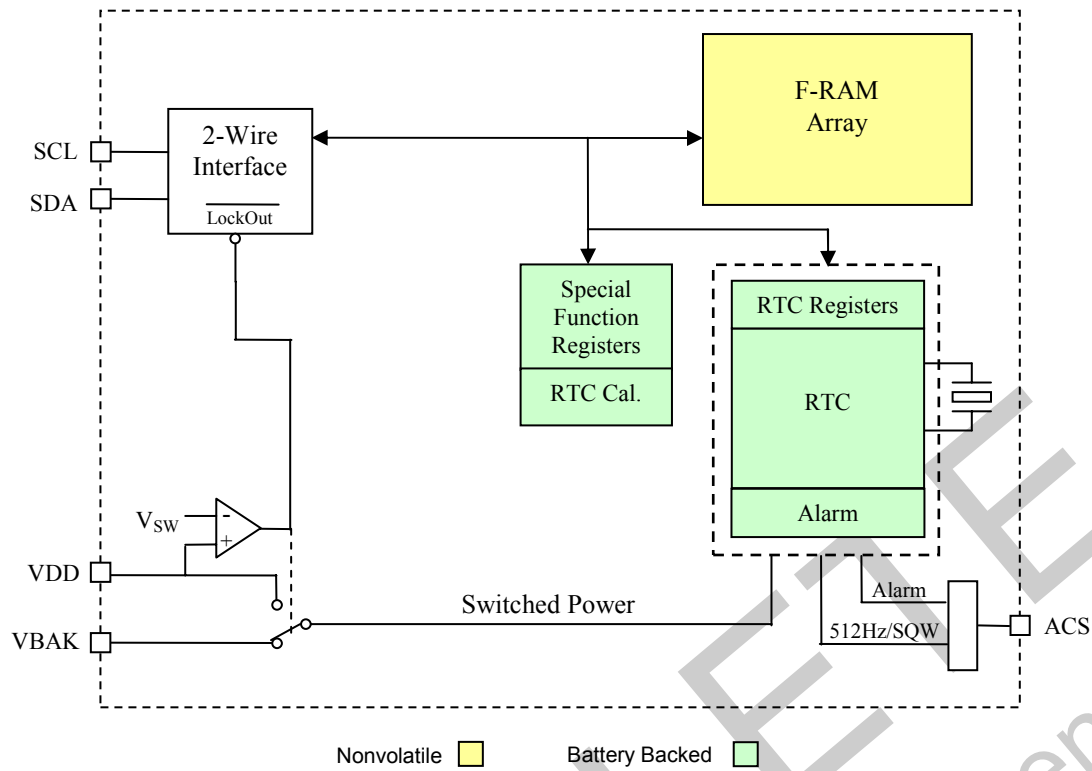 F-RAM
Array
2-Wire
Interface
LockOut
SCL
SDA
Special
Function
Registers
RTC Cal.
RTC Registers
RTC
Alarm
VSW
-
+
VDD
VBAK
Switched Power
Alarm
512Hz/SQW
ACS
Nonvolatile
Battery Backed
ETE